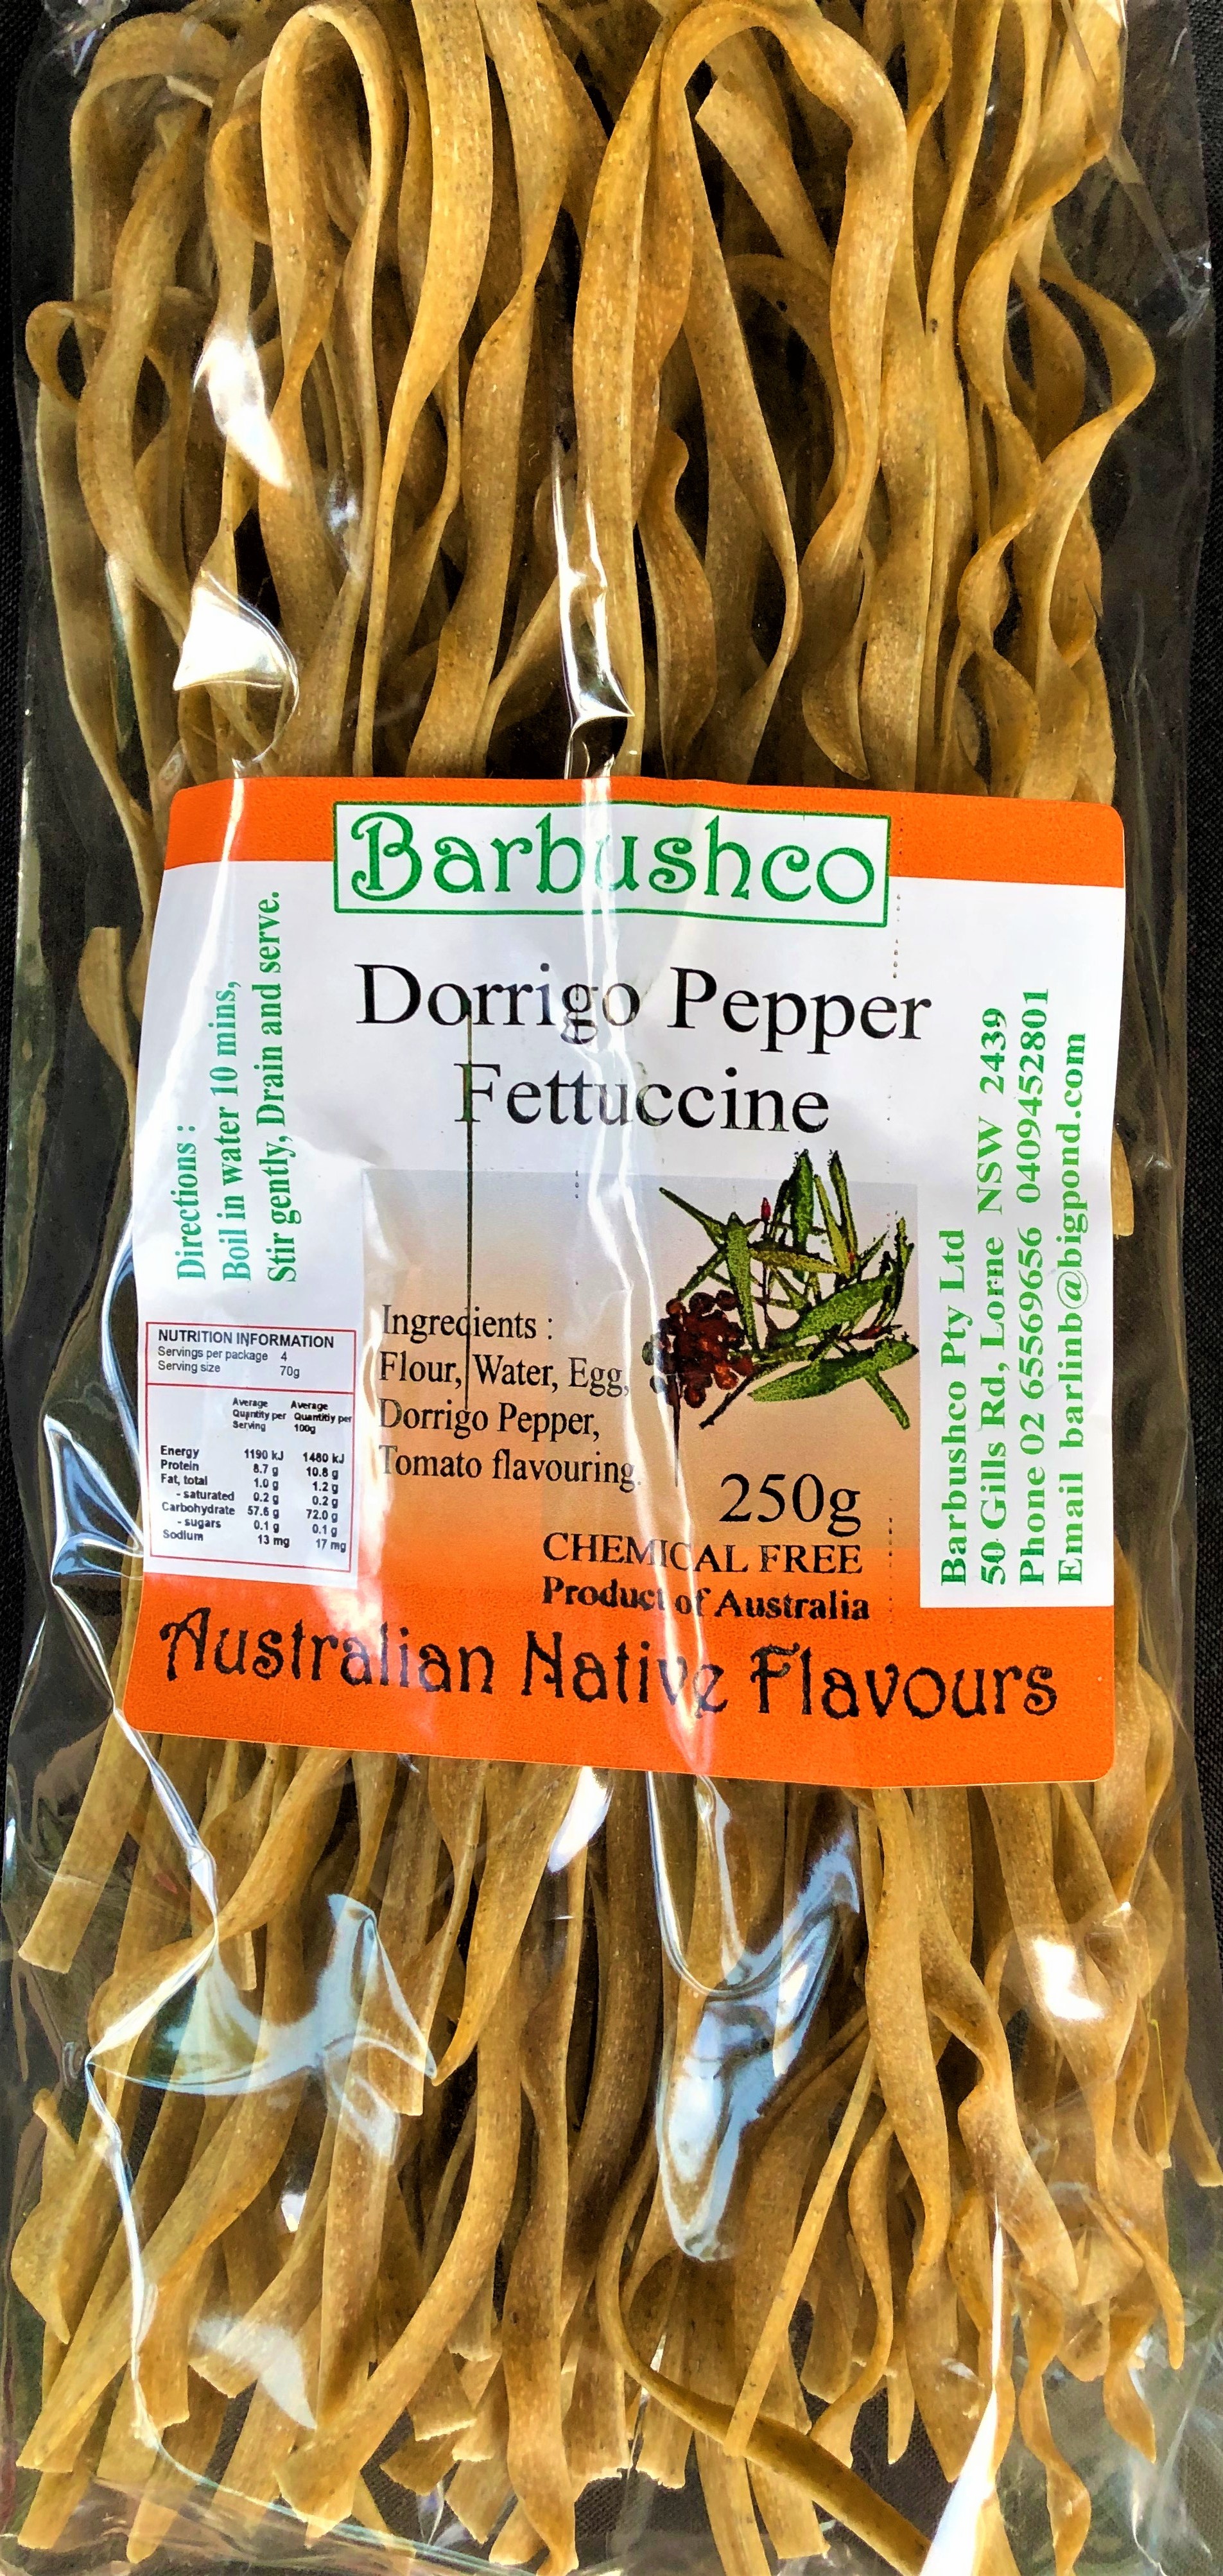 Barbushco
Dorrigo Pepper
Fettuccine
Directions :
Boil in water 10 mins,
Stir gently, Drain and serve.
NUTRITION INFORMATION
Servings per package 4
Serving size 70g
Average Quqntity per Serving Average Quantitiy per 100g
Energy 1190 kJ 1480 kJ
Protein 8.7 g 10.8 g
Fat, total 1.0 g 1.2 g
- saturated 0.2 g 0.2 g
Carbohydrate 57.6 g 72.0 g
- sugars 0.1 g 0.1 g
Sodium 13 mg 17 mg
Ingredients :
Flour, Water, Egg,
Dorrigo Pepper,
Tomato flavouring.
250g
CHEMICAL FREE
Product of Australia
Australian Native Flavours
Barbushco Pty Ltd
50 Gills Rd, Lorne NSW 2439
Phone 02 65569656 0409452801
Email barlinb@bigpond.com